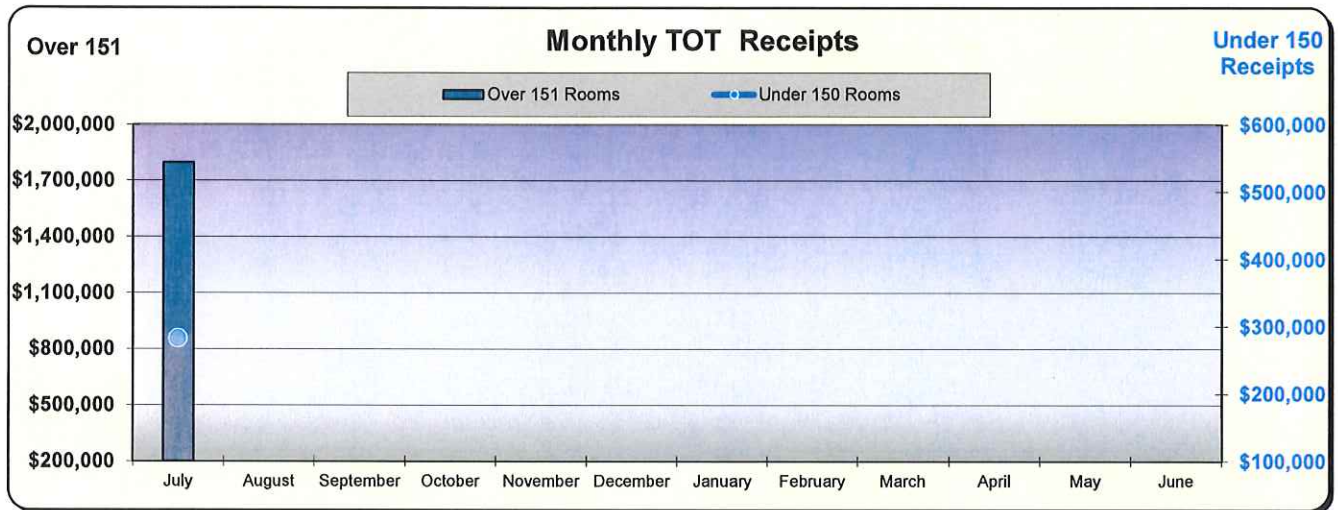 Over 151
Monthly TOT Receipts
Under 150
Receipts
Over 151 Rooms
Under 150 Rooms
$2,000,000
$1,700,000
$1,400,000
$1,100,000
$800,000
$500,000
$200,000
$600,000
$500,000
$400,000
$300,000
$200,000
$100,000
July August September October November December January February March April May June